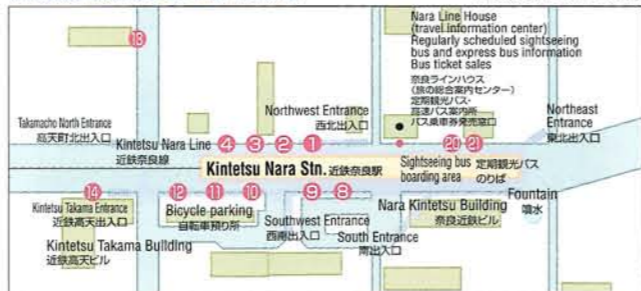 Nara Line House
(travel information center)
Regularly scheduled sightseeing
bus and express bus information
Bus ticket sales
奈良ラインハウス
(旅の総合案内センター)
定期観光バス・
高速バス案内所
バス乗車券発売窓口
13
Takamacho North Entrance
高天町北出入口
Northwest Entrance
西北出入口
Northeast
Entrance
東北出入口
Kintetsu Nara Line
近鉄奈良線
4 3 2 1
20 21
Kintetsu Nara Stn. 近鉄奈良駅
Sightseeing bus
boarding area
定期観光バス
のりば
14
Kintetsu Takama Entrance
近鉄高天出入口
12 11 10
9 8
Bicycle parking
自転車預り所
Southwest Entrance
西南出入口
South Entrance
南出入口
Nara Kintetsu Building
奈良近鉄ビル
Fountain
噴水
Kintetsu Takama Building
近鉄高天ビル